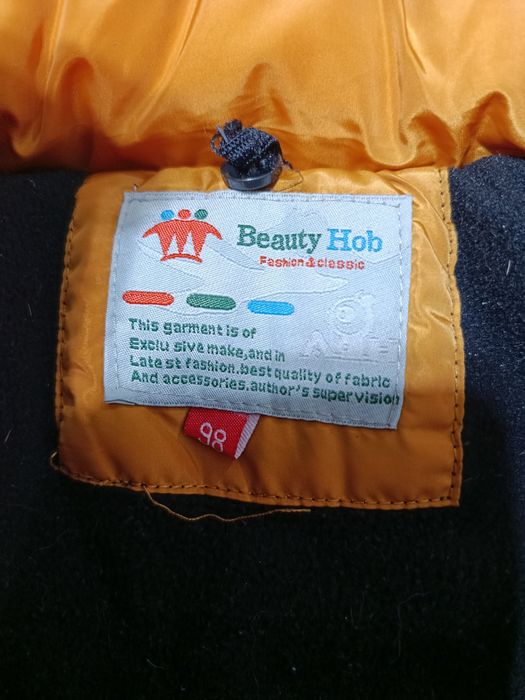 Beauty Hob
Fashion & classic
This garment is of
Exclu sive make, and in
Late st fashion. best quality of fabric
And accessories. author's supervision
98